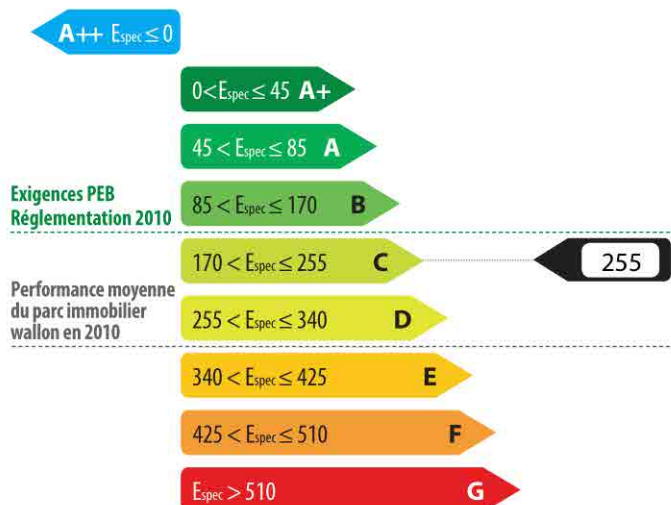 A++ Espec ≤ 0
0 < Espec ≤ 45 A+
45 < Espec ≤ 85 A
Exigences PEB
Réglementation 2010
85 < Espec ≤ 170 B
170 < Espec ≤ 255 C
255
Performance moyenne
du parc immobilier
wallon en 2010
255 < Espec ≤ 340 D
340 < Espec ≤ 425 E
425 < Espec ≤ 510 F
Espec > 510 G